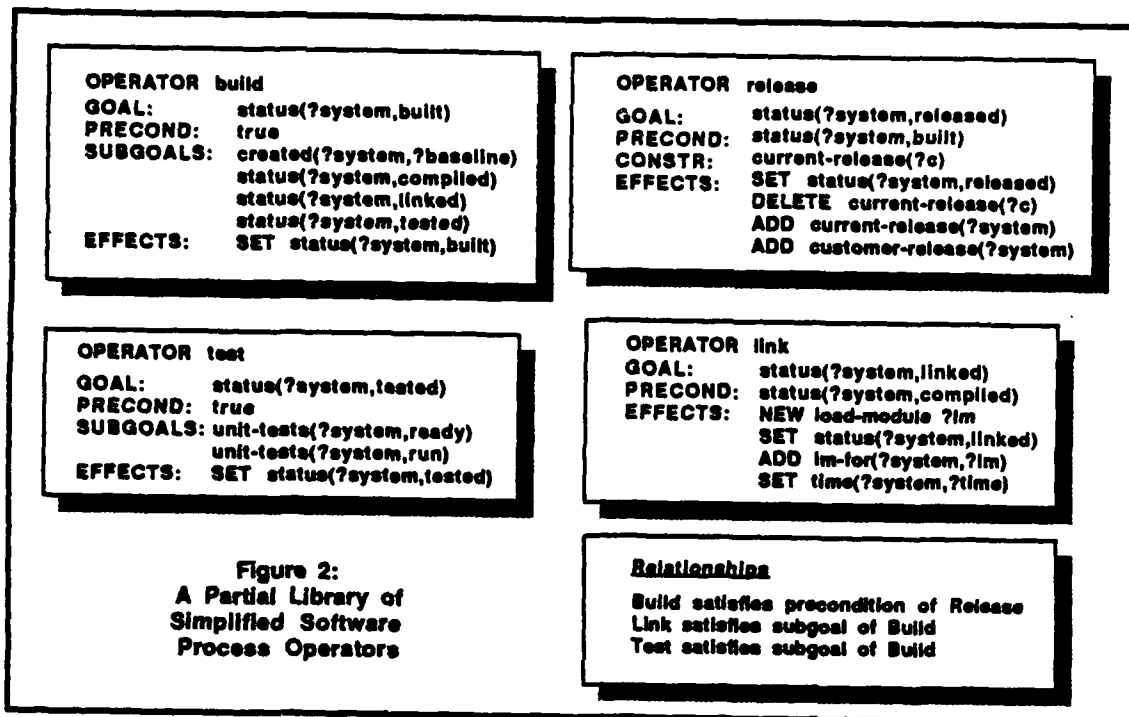 OPERATOR build
GOAL: status(?system,built)
PRECOND: true
SUBGOALS: created(?system,?baseline)
status(?system,compiled)
status(?system,linked)
status(?system,tested)
EFFECTS: SET status(?system,built)
OPERATOR release
GOAL: status(?system,released)
PRECOND: status(?system,built)
CONSTR: current-release(?c)
EFFECTS: SET status(?system,released)
DELETE current-release(?c)
ADD current-release(?system)
ADD customer-release(?system)
OPERATOR test
GOAL: status(?system,tested)
PRECOND: true
SUBGOALS: unit-tests(?system,ready)
unit-tests(?system,run)
EFFECTS: SET status(?system,tested)
OPERATOR link
GOAL: status(?system,linked)
PRECOND: status(?system,compiled)
EFFECTS: NEW load-module ?lm
SET status(?system,linked)
ADD lm-for(?system,?lm)
SET time(?system,?time)
Figure 2:
A Partial Library of
Simplified Software
Process Operators
Relationships
Build satisfies precondition of Release
Link satisfies subgoal of Build
Test satisfies subgoal of Build